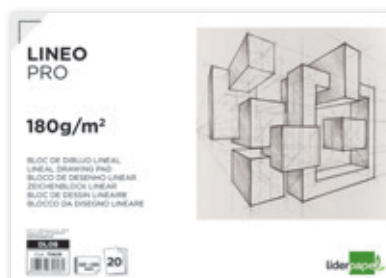 LINEO
PRO
180g/m²
BLOC DE DIBUJO LINEAL
LINEAL DRAWING PAD
BLOCO DE DESENHO LINEAR
ZEICHENBLOCK LINEAR
BLOC DE DESSIN LINEAIRE
BLOCCO DA DISEGNO LINEARE
DL08
20
liderpapel